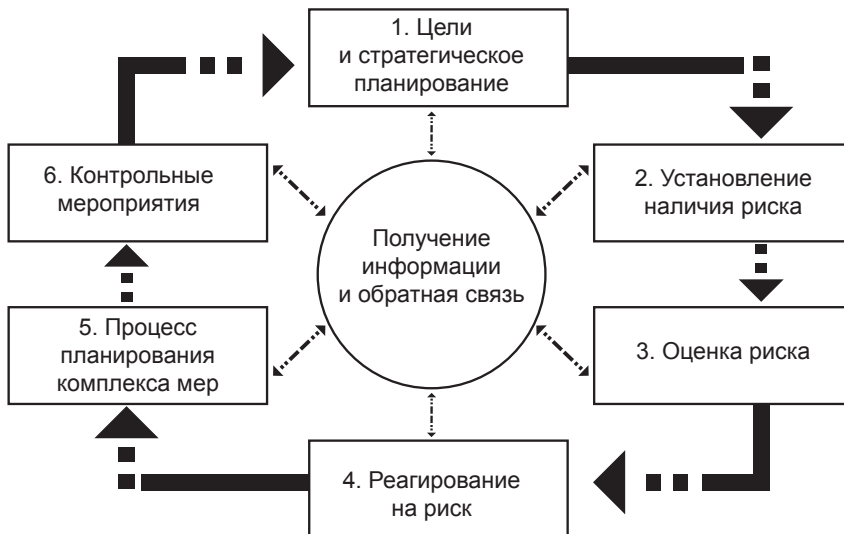 1. Цели
и стратегическое
планирование
2. Установление
наличия риска
3. Оценка риска
4. Реагирование
на риск
5. Процесс
планирования
комплекса мер
6. Контрольные
мероприятия
Получение
информации
и обратная связь